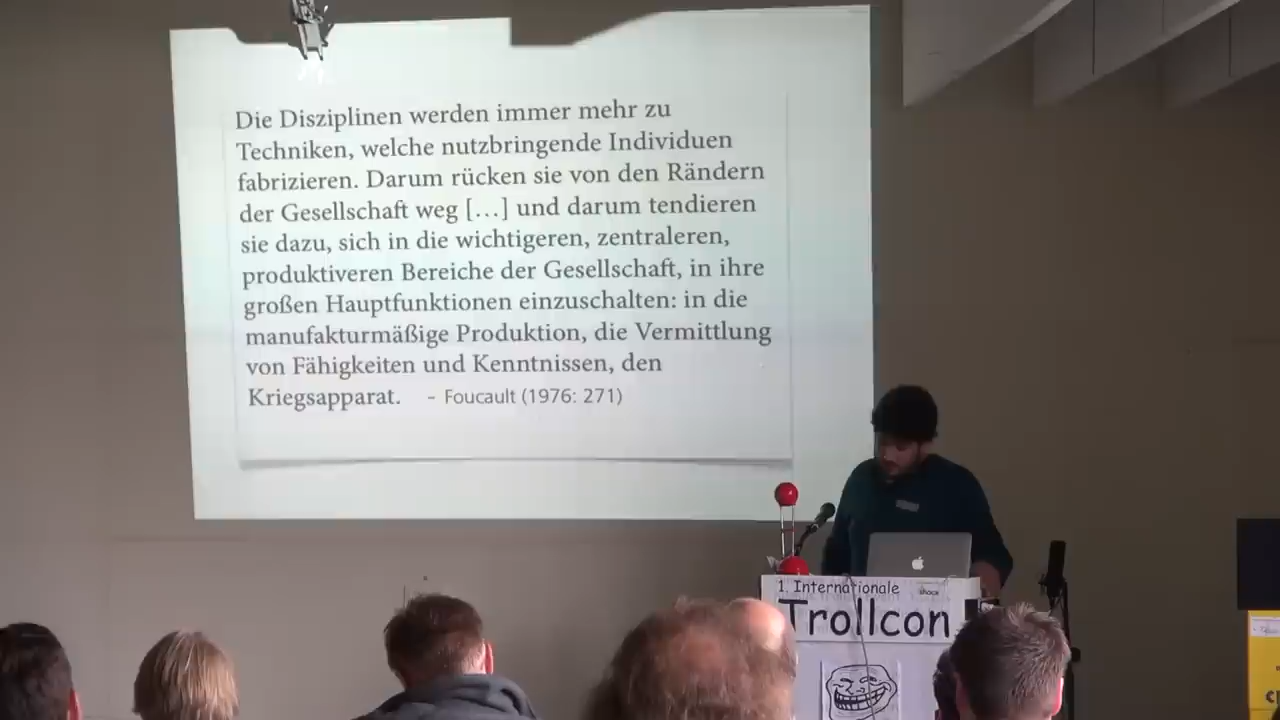 Die Disziplinen werden immer mehr zu
Techniken, welche nutzbringende Individuen
fabrizieren. Darum rücken sie von den Rändern
der Gesellschaft weg […] und darum tendieren
sie dazu, sich in die wichtigeren, zentraleren,
produktiveren Bereiche der Gesellschaft, in ihre
großen Hauptfunktionen einzuschalten: in die
manufakturmäßige Produktion, die Vermittlung
von Fähigkeiten und Kenntnissen, den
Kriegsapparat. – Foucault (1976: 271)
1. Internationale
Trollcon